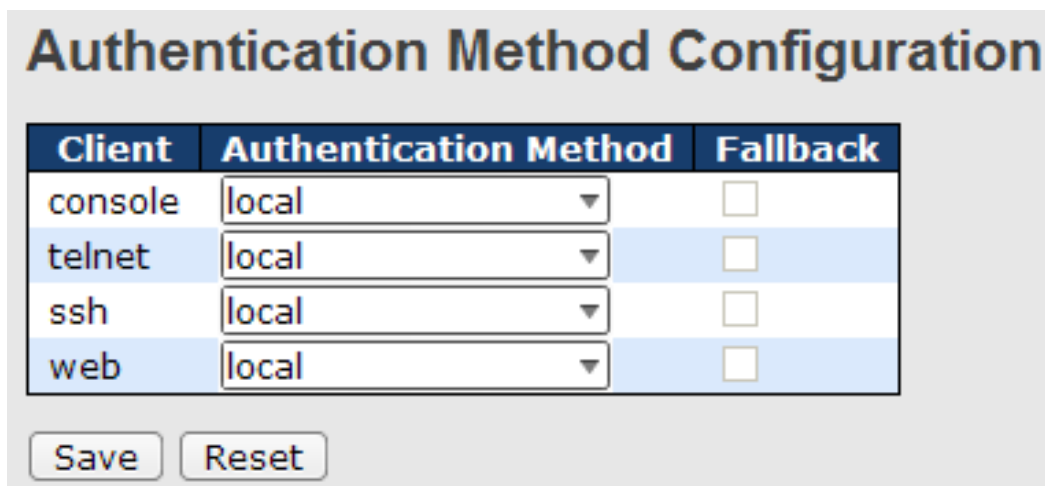 Authentication Method Configuration
Client Authentication Method Fallback
console local
telnet local
ssh local
web local
Save Reset